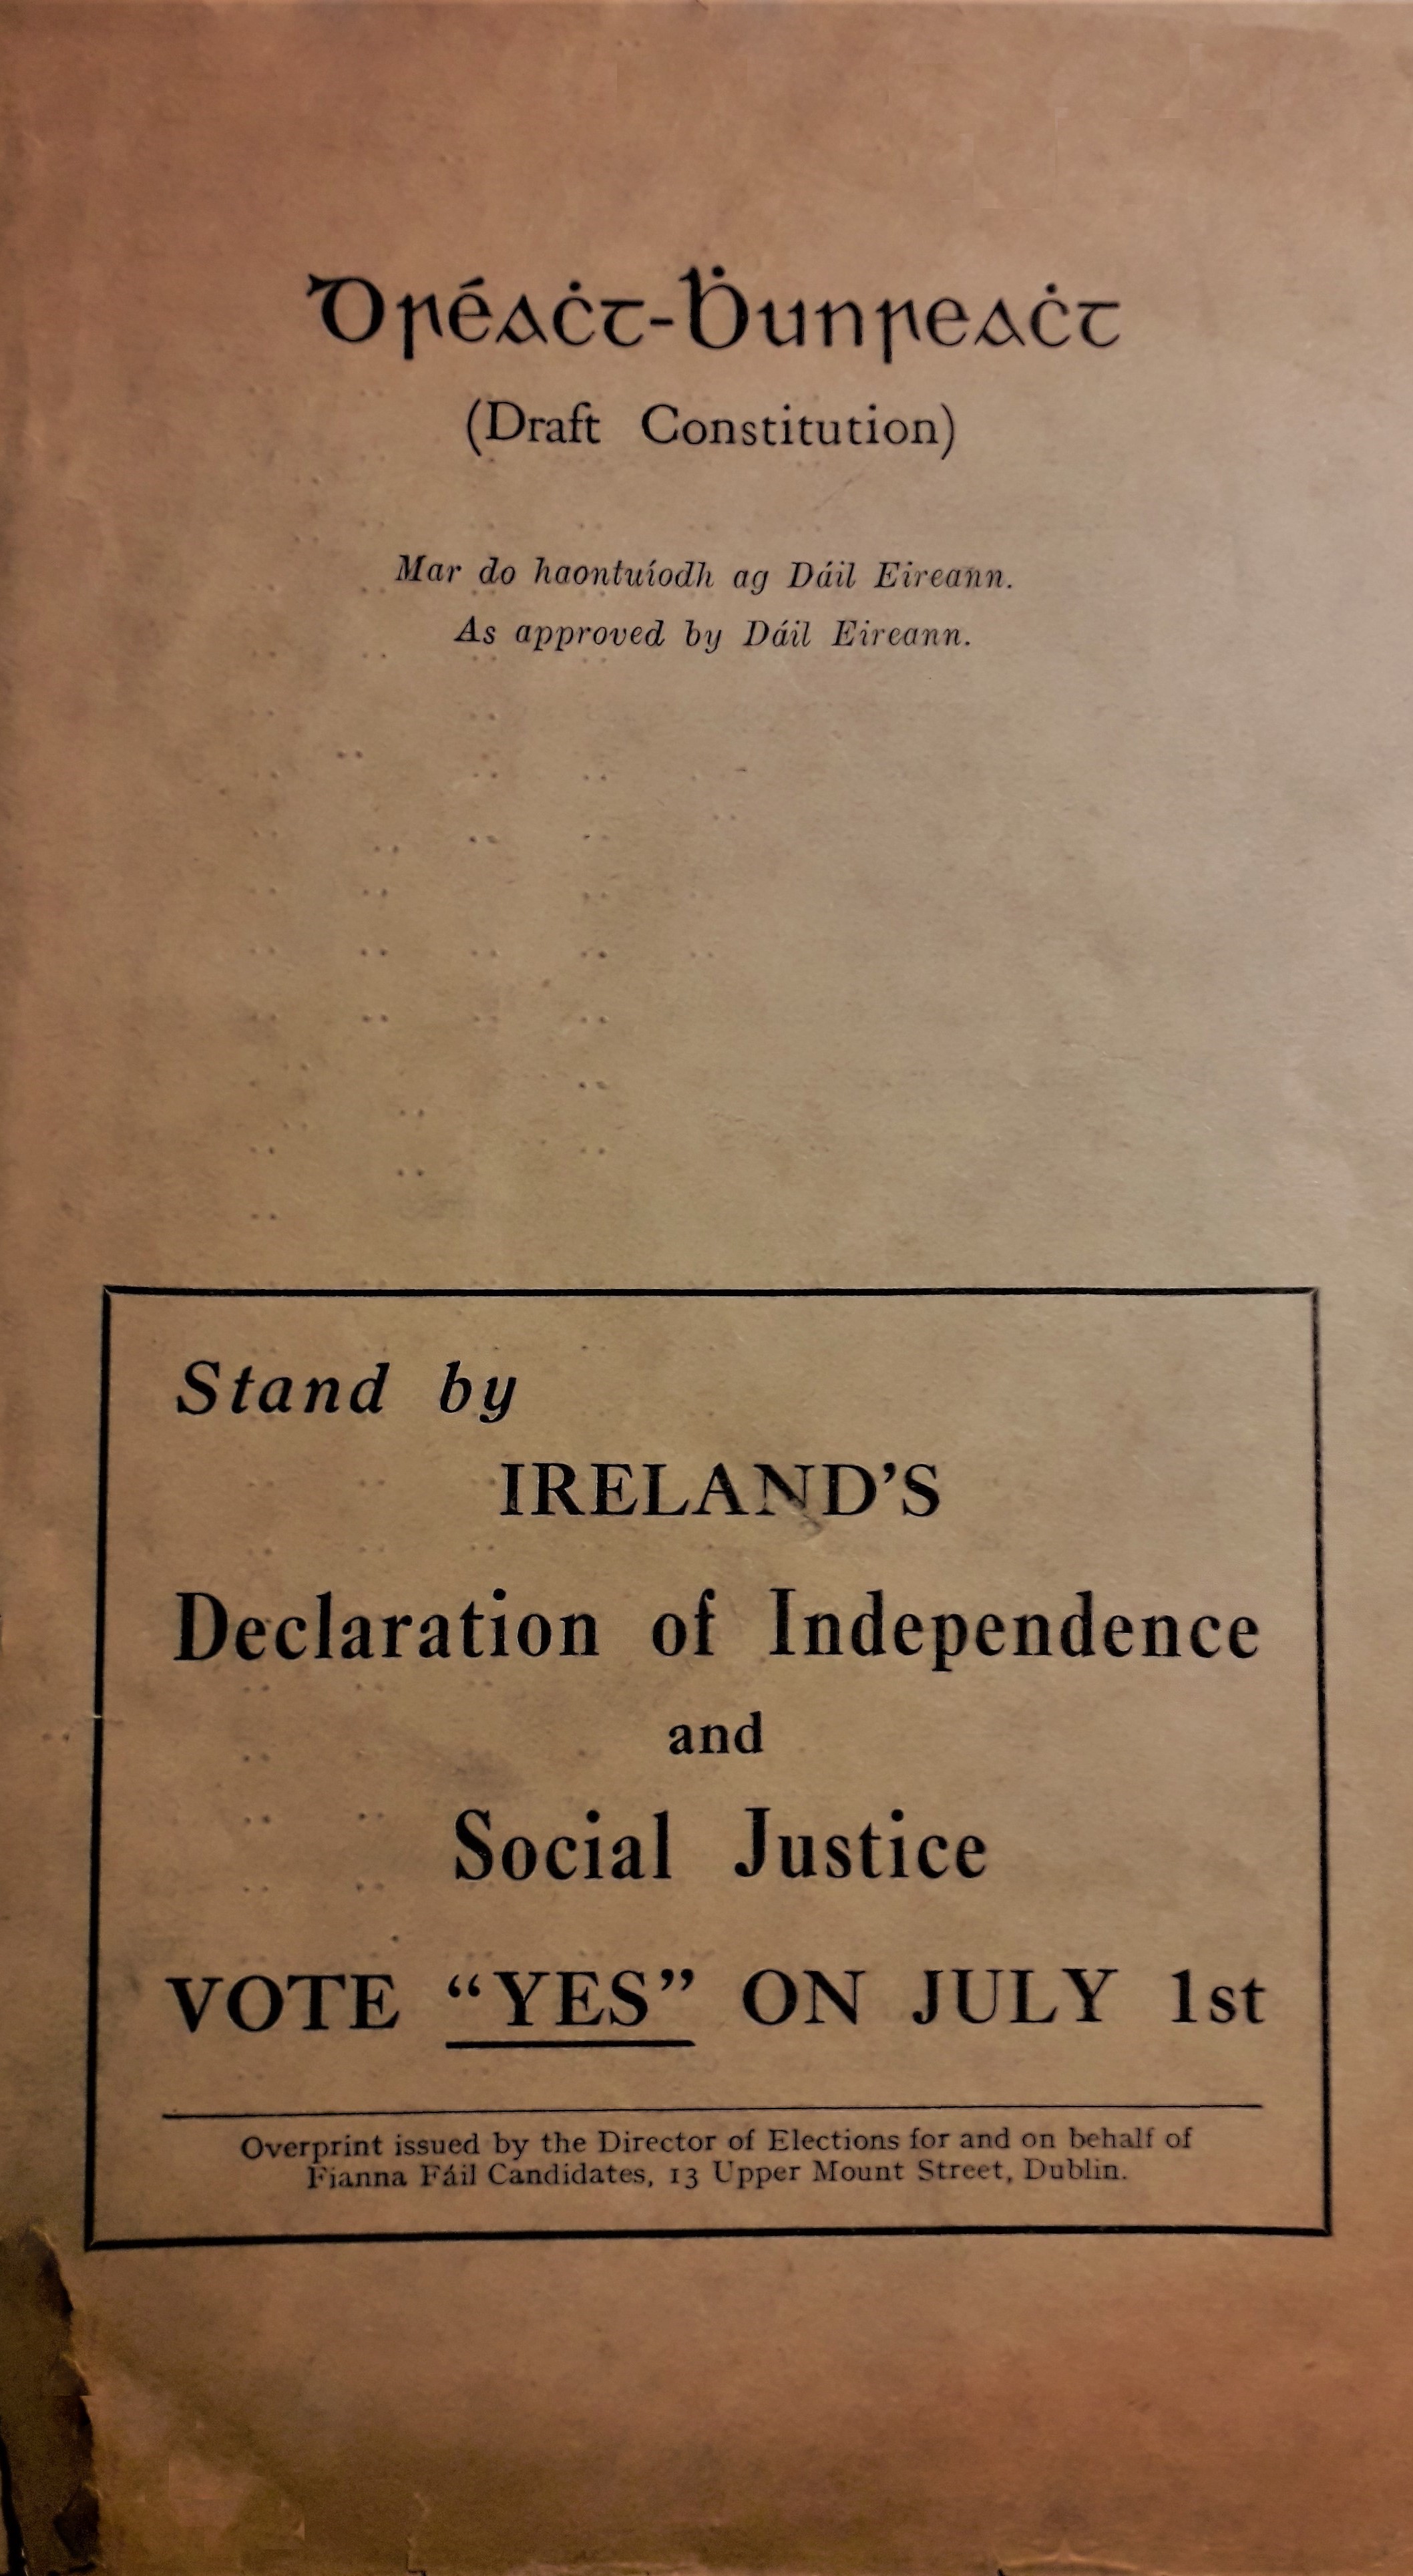 Dréaċt-Ḃunreaċt
(Draft Constitution)
Mar do haontuíodh ag Dáil Eireann.
As approved by Dáil Eireann.
Stand by
IRELAND’S
Declaration of Independence
and
Social Justice
VOTE “YES” ON JULY 1st
Overprint issued by the Director of Elections for and on behalf of
Fianna Fáil Candidates, 13 Upper Mount Street, Dublin.